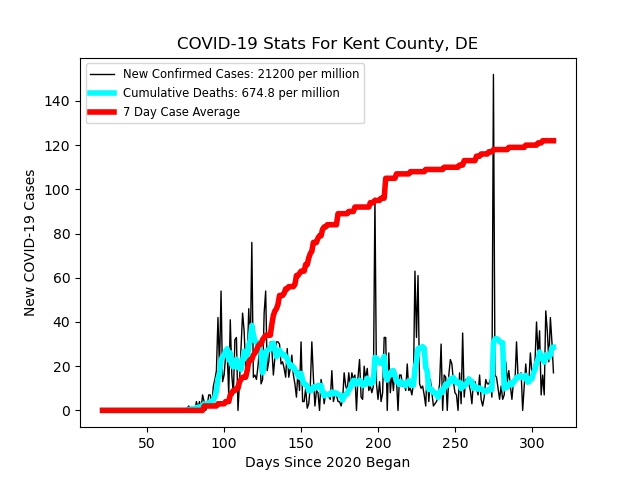 COVID-19 Stats For Kent County, DE
New Confirmed Cases: 21200 per million
Cumulative Deaths: 674.8 per million
7 Day Case Average
New COVID-19 Cases
140
120
100
80
60
40
20
0
50 100 150 200 250 300
Days Since 2020 Began